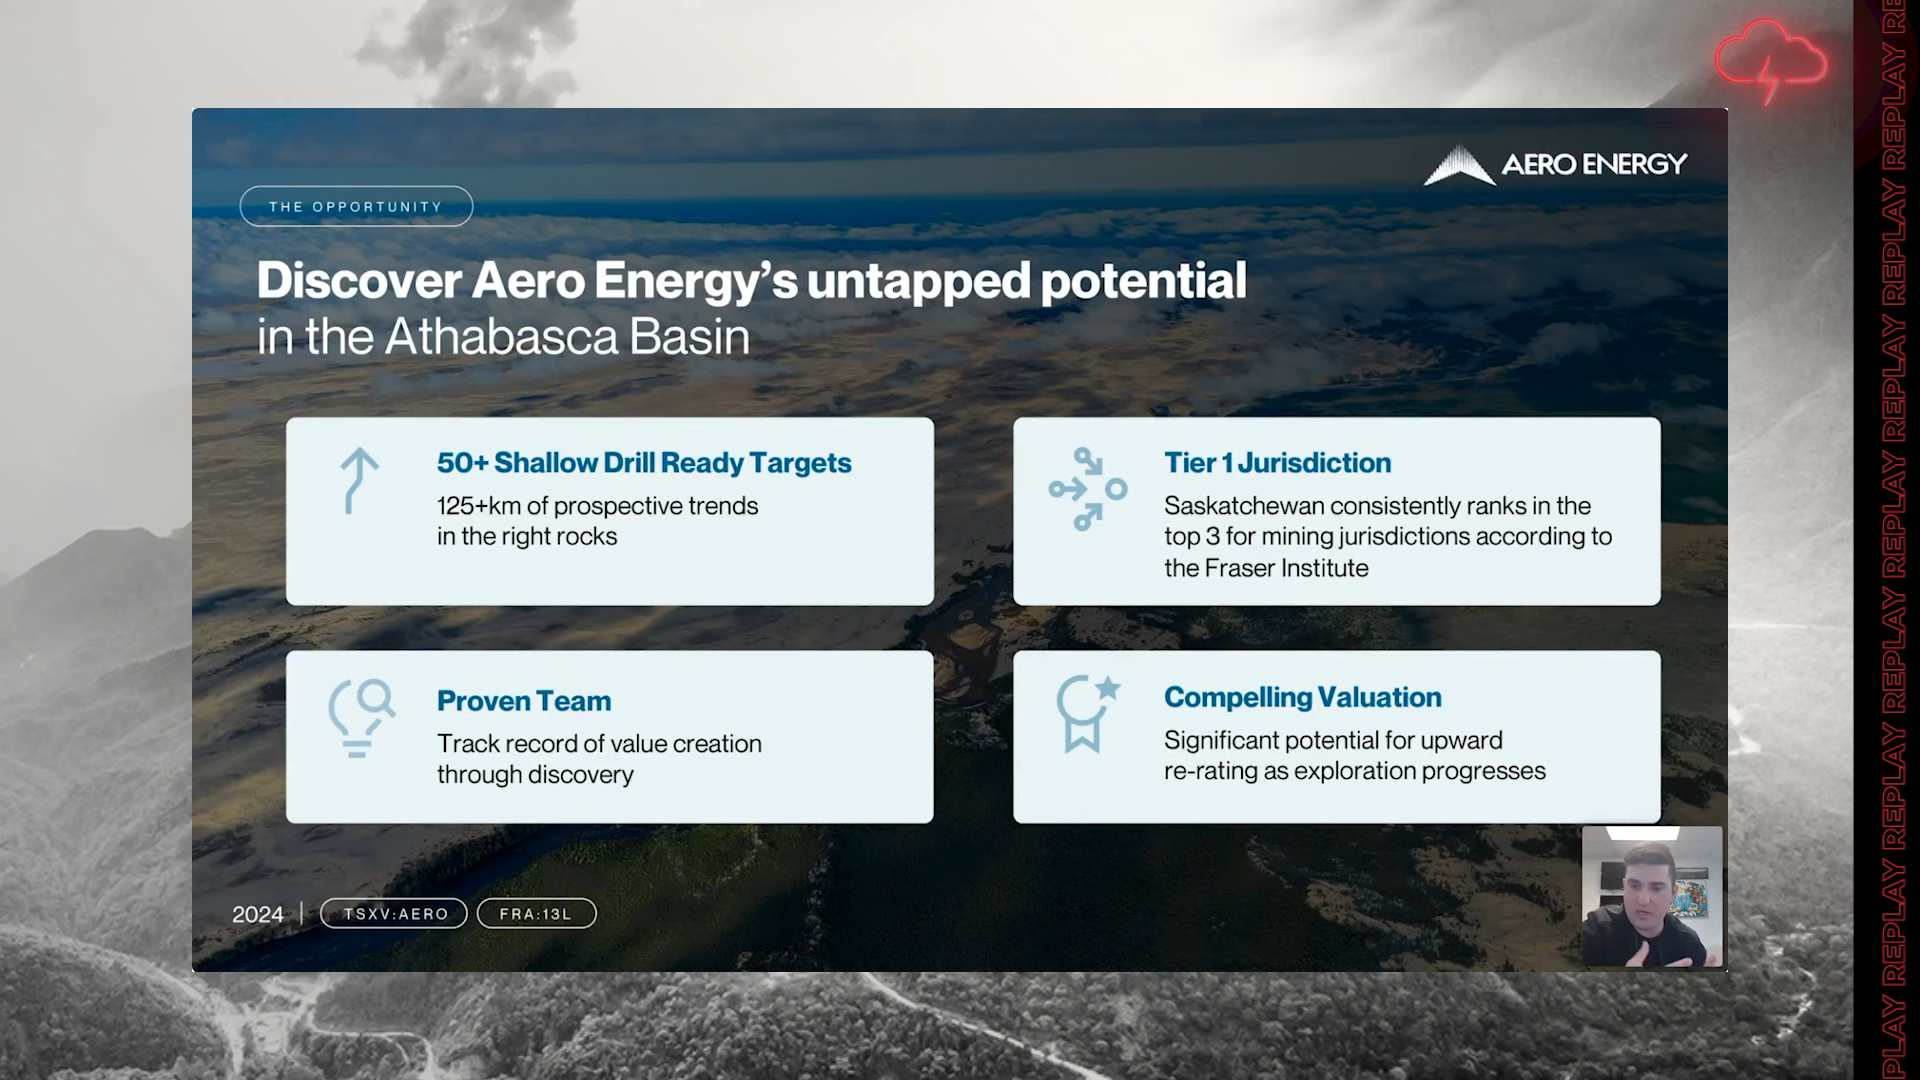 AERO ENERGY
THE OPPORTUNITY
Discover Aero Energy’s untapped potential
in the Athabasca Basin
50+ Shallow Drill Ready Targets
125+km of prospective trends
in the right rocks
Tier 1 Jurisdiction
Saskatchewan consistently ranks in the
top 3 for mining jurisdictions according to
the Fraser Institute
Proven Team
Track record of value creation
through discovery
Compelling Valuation
Significant potential for upward
re-rating as exploration progresses
2024 | TSXV:AERO FRA:13L
PLAY REPLAY REPLAY REPLAY REPLAY REPLAY REPLAY REPLAY RE